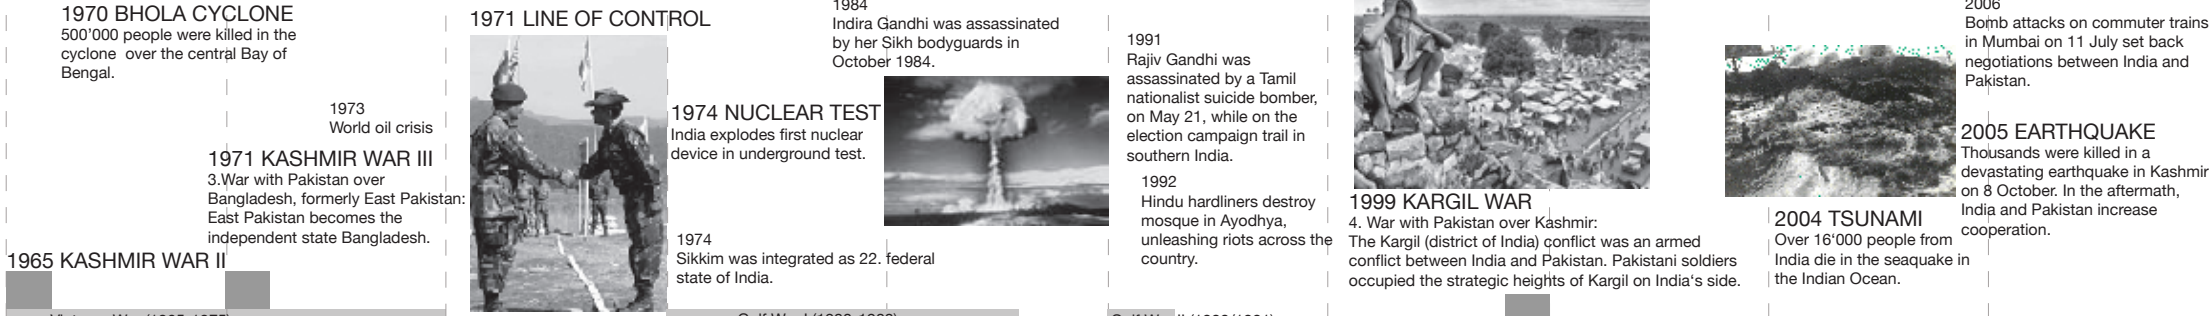 1970 BHOLA CYCLONE
500'000 people were killed in the
cyclone over the central Bay of
Bengal.
1973
World oil crisis
1971 KASHMIR WAR III
3.War with Pakistan over
Bangladesh, formerly East Pakistan:
East Pakistan becomes the
independent state Bangladesh.
1965 KASHMIR WAR II
1971 LINE OF CONTROL
1984
Indira Gandhi was assassinated
by her Sikh bodyguards in
October 1984.
1974 NUCLEAR TEST
India explodes first nuclear
device in underground test.
1974
Sikkim was integrated as 22. federal
state of India.
1991
Rajiv Gandhi was
assassinated by a Tamil
nationalist suicide bomber,
on May 21, while on the
election campaign trail in
southern India.
1992
Hindu hardliners destroy
mosque in Ayodhya,
unleashing riots across the
country.
1999 KARGIL WAR
4. War with Pakistan over Kashmir:
The Kargil (district of India) conflict was an armed
conflict between India and Pakistan. Pakistani soldiers
occupied the strategic heights of Kargil on India‘s side.
2004 TSUNAMI
Over 16‘000 people from
India die in the seaquake in
the Indian Ocean.
2006
Bomb attacks on commuter trains
in Mumbai on 11 July set back
negotiations between India and
Pakistan.
2005 EARTHQUAKE
Thousands were killed in a
devastating earthquake in Kashmir
on 8 October. In the aftermath,
India and Pakistan increase
cooperation.